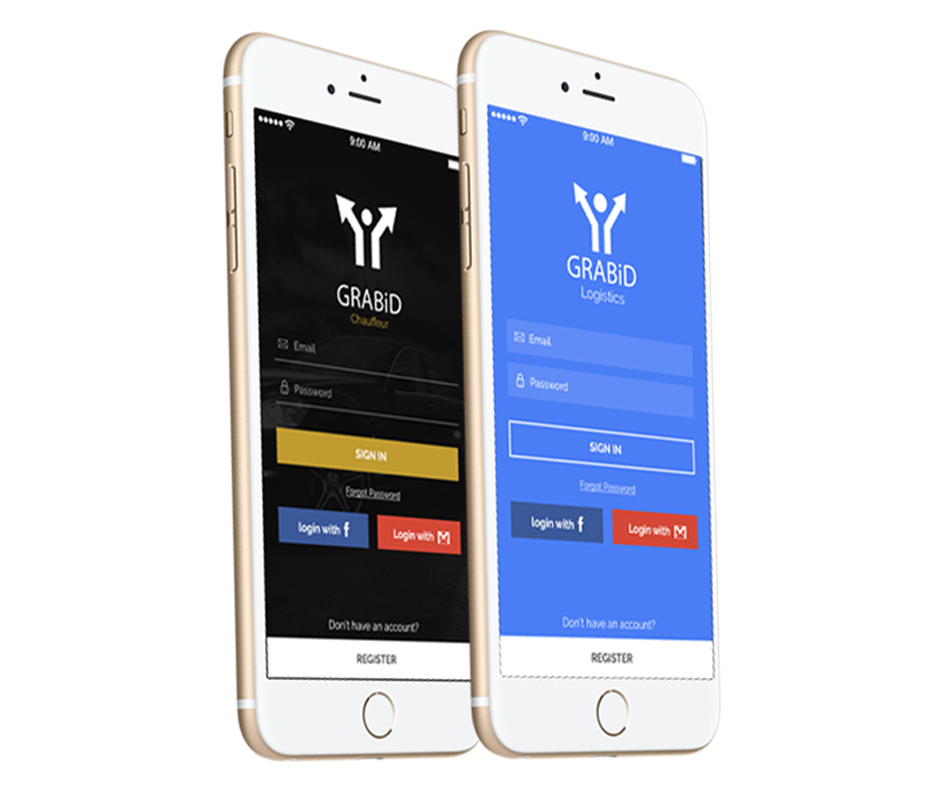 9:00 AM
GRABiD
Chauffeur
Email
Password
SIGN IN
Forgot Password
login with f
Login with M
Don't have an account?
REGISTER
9:00 AM
GRABiD
Logistics
Email
Password
SIGN IN
Forgot Password
login with f
Login with M
Don't have an account?
REGISTER